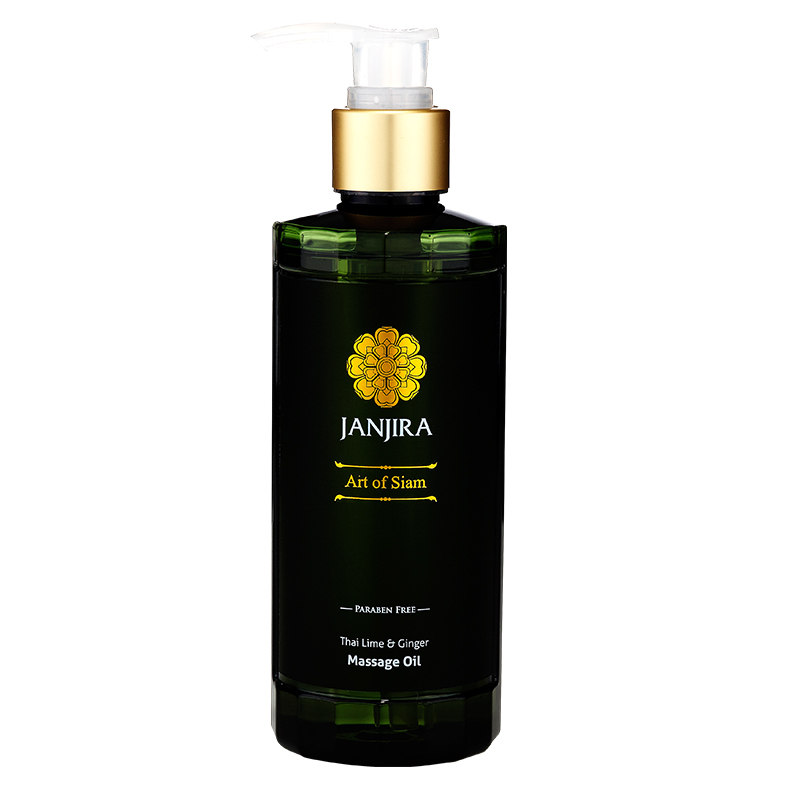 JANJIRA
Art of Siam
PARABEN FREE
Thai Lime & Ginger
Massage Oil